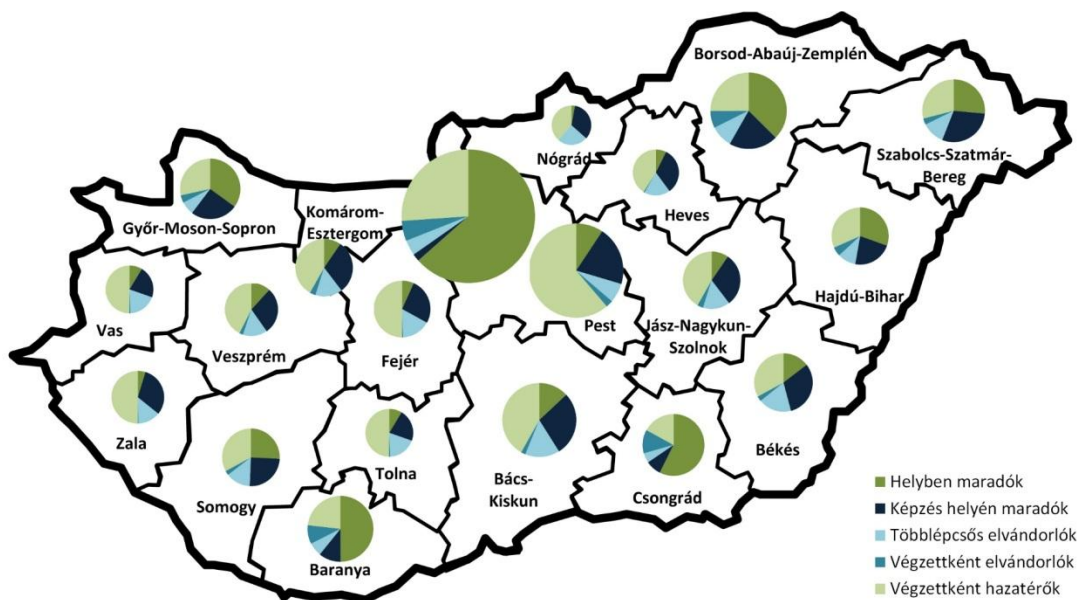 Borsod-Abaúj-Zemplén
Nógrád
Szabolcs-Szatmár-
Bereg
Heves
Győr-Moson-Sopron
Komárom-
Esztergom
Hajdú-Bihar
Vas
Veszprém
Fejér
Pest
Jász-Nagykun-
Szolnok
Zala
Somogy
Tolna
Bács-
Kiskun
Csongrád
Békés
Baranya
Helyben maradók
Képzés helyén maradók
Többlépcsős elvándorlók
Végzettként elvándorlók
Végzettként hazatérők